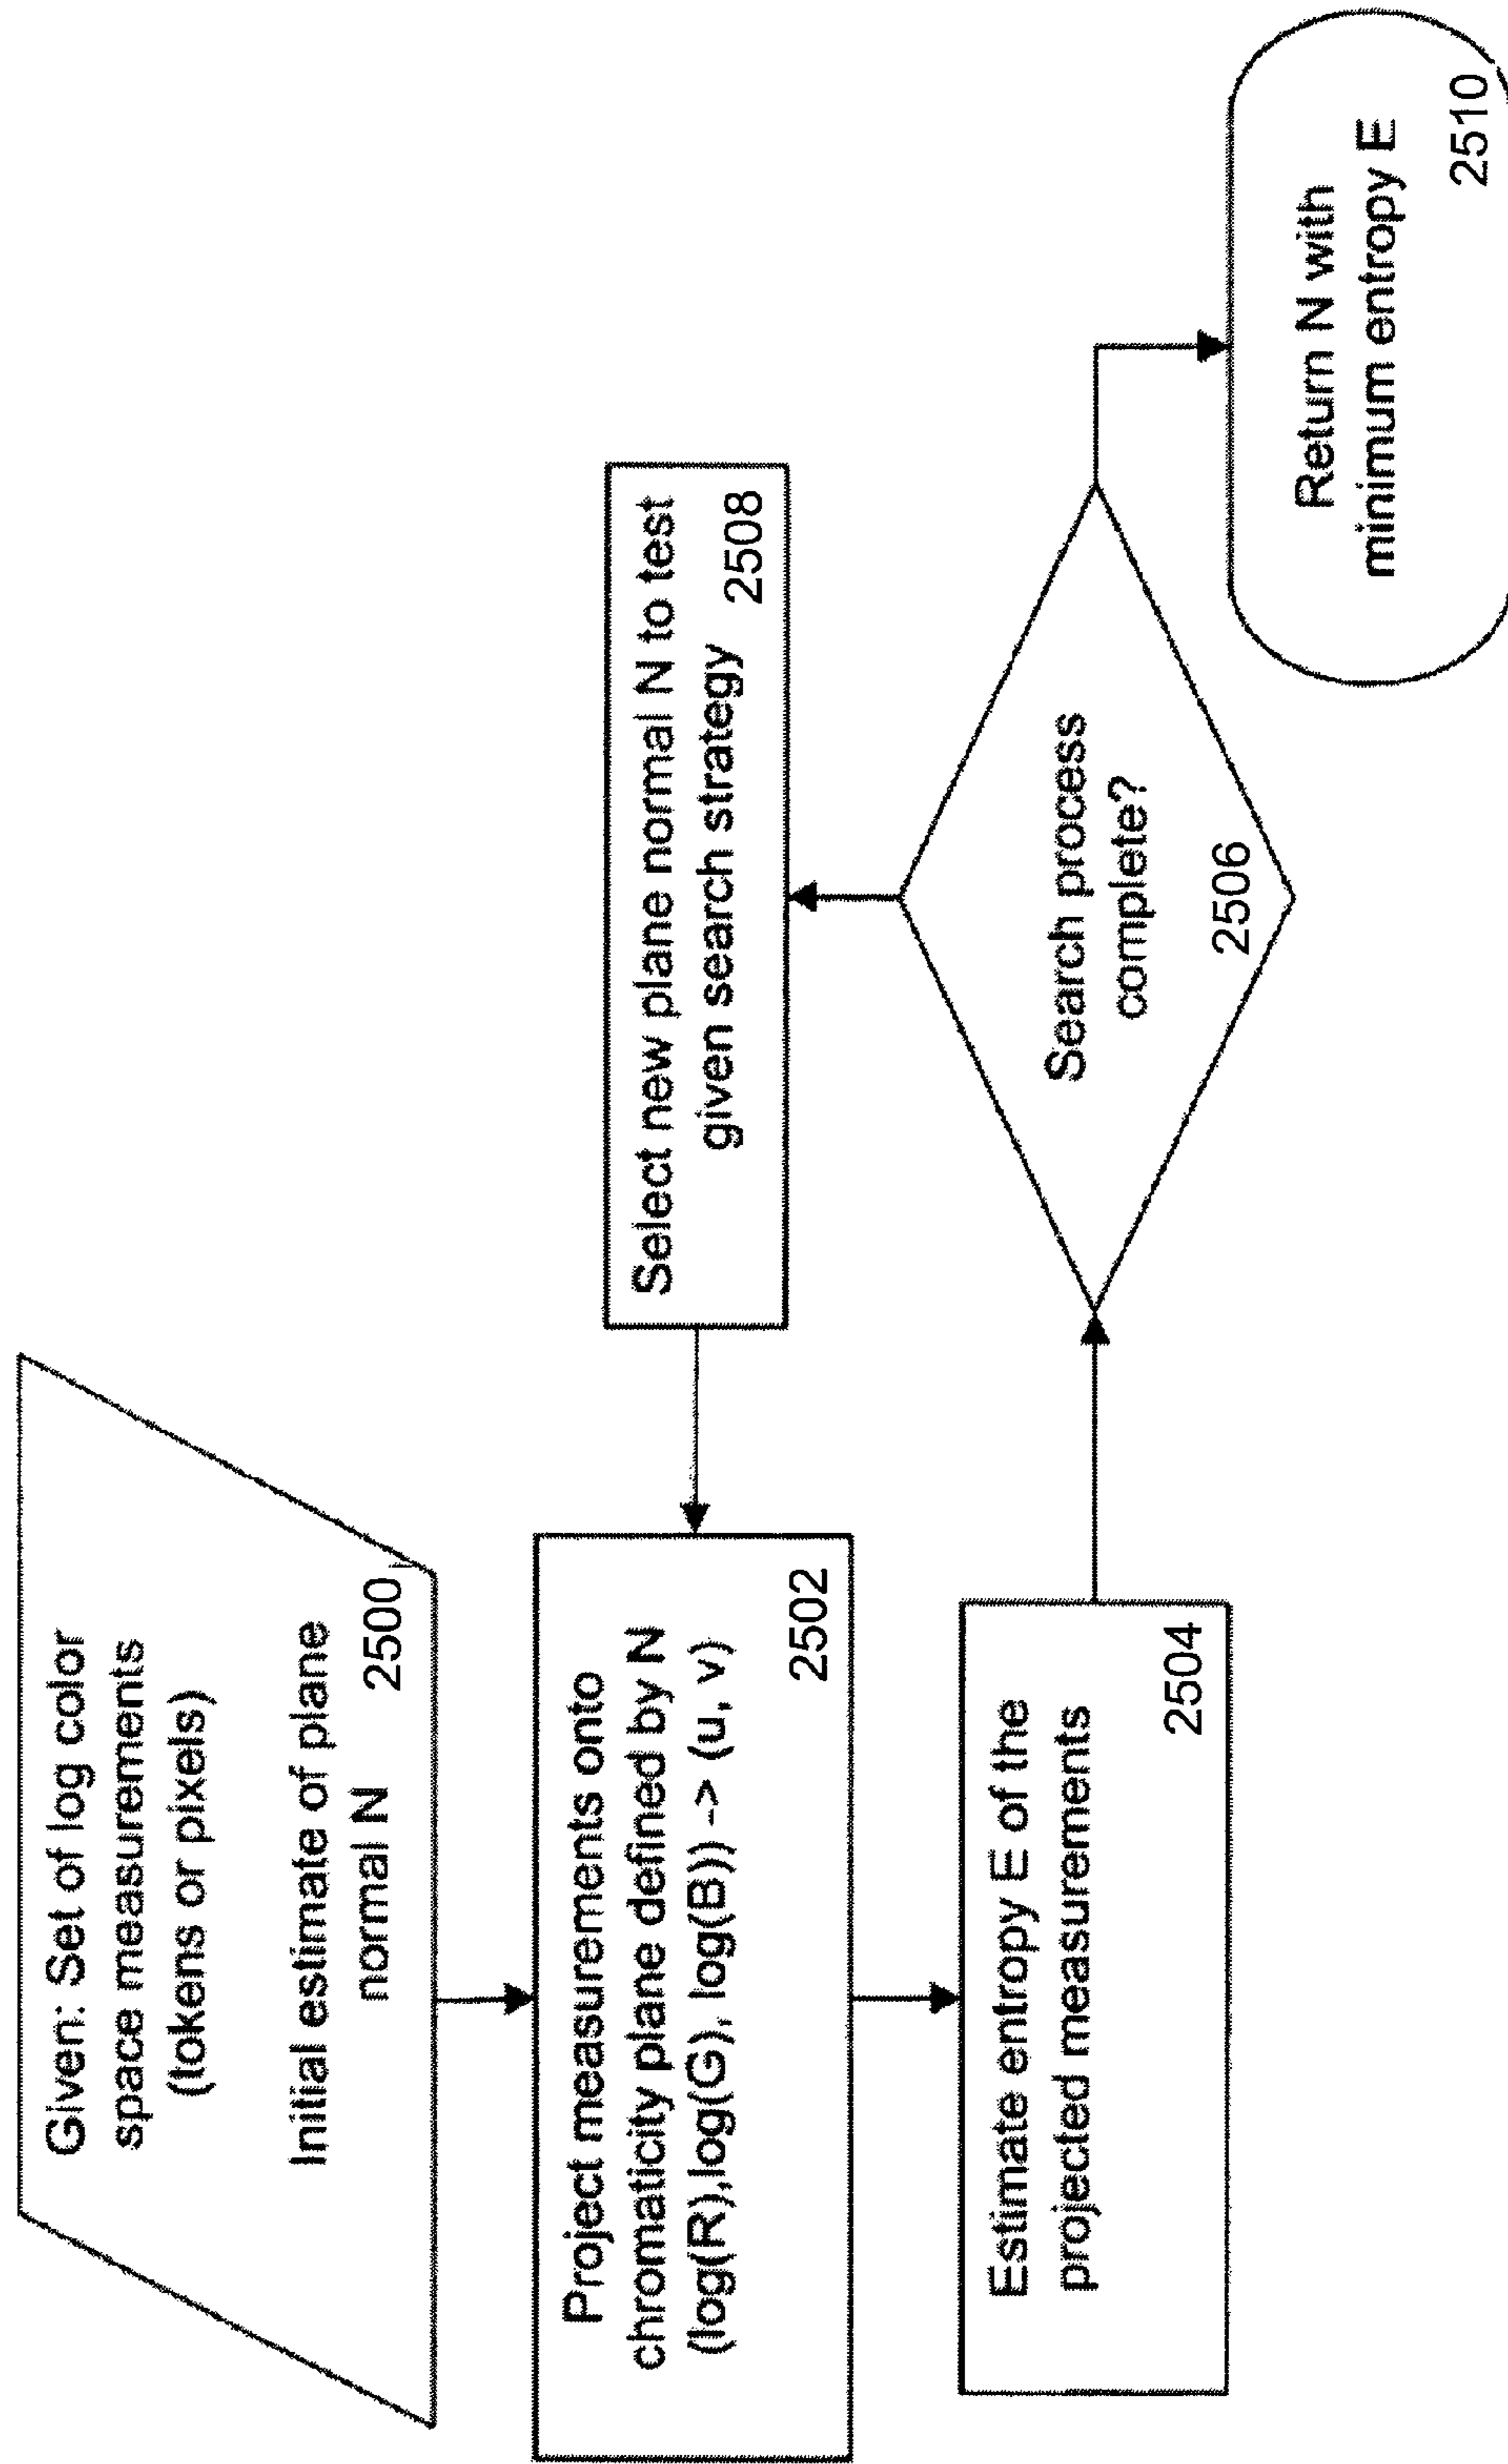 Given: Set of log color
space measurements
(tokens or pixels)
Initial estimate of plane
normal N
2500
Project measurements onto
chromaticity plane defined by N
(log(R),log(G), log(B)) -> (u, v)
2502
Estimate entropy E of the
projected measurements
2504
Search process
complete?
2506
Select new plane normal N to test
given search strategy
2508
Return N with
minimum entropy E
2510